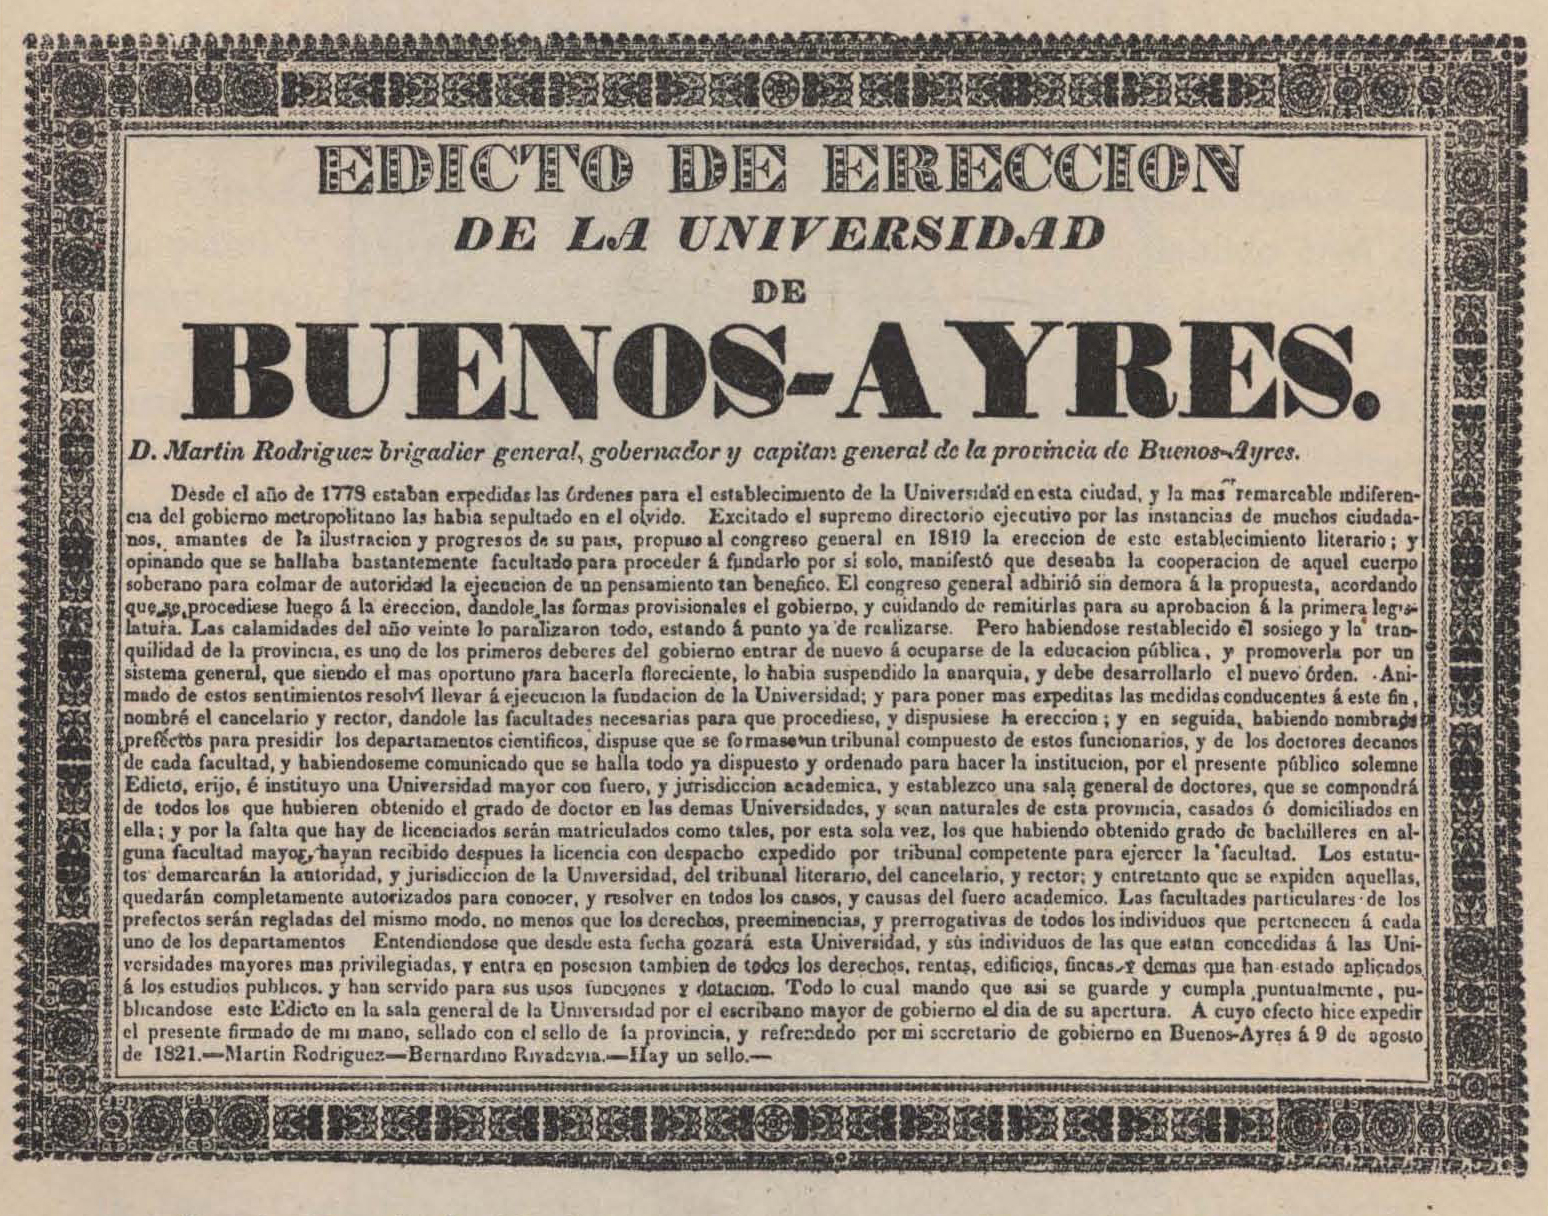 EDICTO DE ERECCION
DE LA UNIVERSIDAD
DE
BUENOS-AYRES.
D. Martin Rodriguez brigadier general, gobernador y capitan general de la provincia de Buenos-Ayres.
Desde el año de 1778 estaban expedidas las órdenes para el establecimiento de la Universidad en esta ciudad, y la mas remarcable indiferen-
cia del gobierno metropolitano las habia sepultado en el olvido. Excitado el supremo directorio ejecutivo por las instancias de muchos ciudada-
nos, amantes de la ilustracion y progresos de su pais, propuso al congreso general en 1819 la ereccion de este establecimiento literario; y
opinando que se hallaba bastantemente facultado para proceder á fundarlo por sí solo, manifestó que deseaba la cooperacion de aquel cuerpo
soberano para colmar de autoridad la ejecucion de un pensamiento tan benefico. El congreso general adhirió sin demora á la propuesta, acordando
que se procediese luego á la ereccion, dandole las formas provisionales el gobierno, y cuidando de remitirlas para su aprobacion á la primera legis-
latura. Las calamidades del año veinte lo paralizaron todo, estando á punto ya de realizarse. Pero habiendose restablecido el sosiego y la tran-
quilidad de la provincia, es uno de los primeros deberes del gobierno entrar de nuevo á ocuparse de la educacion pública, y promoverla por un
sistema general, que siendo el mas oportuno para hacerla floreciente, lo habia suspendido la anarquia, y debe desarrollarlo el nuevo órden. Ani-
mado de estos sentimientos resolví llevar á ejecucion la fundacion de la Universidad; y para poner mas expeditas las medidas conducentes á este fin,
nombré el cancelario y rector, dandole las facultades necesarias para que procediese, y dispusiese la ereccion; y en seguida, habiendo nombrado
prefectos para presidir los departamentos cientificos, dispuse que se formase un tribunal compuesto de estos funcionarios, y de los doctores decanos
de cada facultad, y habiendoseme comunicado que se halla todo ya dispuesto y ordenado para hacer la institucion, por el presente público solemne
Edicto, erijo, é instituyo una Universidad mayor con fuero, y jurisdiccion academica, y establezco una sala general de doctores, que se compondrá
de todos los que hubieren obtenido el grado de doctor en las demas Universidades, y sean naturales de esta provincia, casados ó domiciliados en
ella; y por la falta que hay de licenciados serán matriculados como tales, por esta sola vez, los que habiendo obtenido grado de bachilleres en al-
guna facultad mayor, hayan recibido despues la licencia con despacho expedido por tribunal competente para ejercer la facultad. Los estatu-
tos demarcarán la autoridad, y jurisdiccion de la Universidad, del tribunal literario, del cancelario, y rector; y entretanto que se expiden aquellas,
quedarán completamente autorizados para conocer, y resolver en todos los casos, y causas del fuero academico. Las facultades particulares de los
prefectos serán regladas del mismo modo, no menos que los derechos, preeminencias, y prerrogativas de todos los individuos que pertenecen á cada
uno de los departamentos Entendiendose que desde esta fecha gozará esta Universidad, y sus individuos de las que estan concedidas á las Uni-
versidades mayores mas privilegiadas, y entra en posesion tambien de todos los derechos, rentas, edificios, fincas y demas que han estado aplicados
á los estudios publicos, y han servido para sus usos funciones y dotacion. Todo lo cual mando que asi se guarde y cumpla puntualmente, pu-
blicandose este Edicto en la sala general de la Universidad por el escribano mayor de gobierno el dia de su apertura. A cuyo efecto hice expedir
el presente firmado de mi mano, sellado con el sello de la provincia, y refrendado por mi secretario de gobierno en Buenos-Ayres á 9 de agosto
de 1821.—Martin Rodriguez—Bernardino Rivadavia.—Hay un sello.—